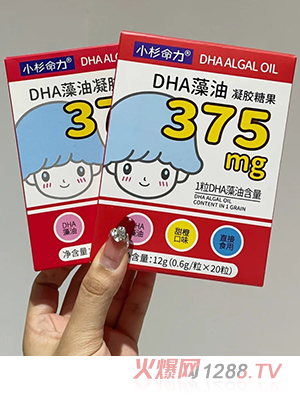 小杉命力® DHA ALGAL OIL
DHA藻油凝胶
37
DHA
藻油
净含量:
小杉命力® DHA ALGAL OIL
DHA藻油 凝胶糖果
375
mg
1粒DHA藻油含量
DHA ALGAL OIL
CONTENT IN 1 GRAIN
甜橙
口味
直接
食用
含量:12g(0.6g/粒×20粒)
火爆网1288.TV